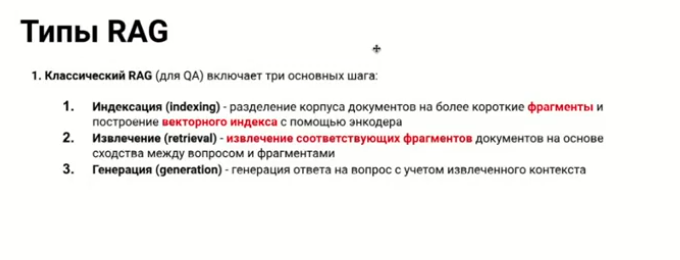 Типы RAG
1. Классический RAG (для QA) включает три основных шага:
1. Индексация (indexing) - разделение корпуса документов на более короткие фрагменты и
построение векторного индекса с помощью энкодера
2. Извлечение (retrieval) - извлечение соответствующих фрагментов документов на основе
сходства между вопросом и фрагментами
3. Генерация (generation) - генерация ответа на вопрос с учетом извлеченного контекста